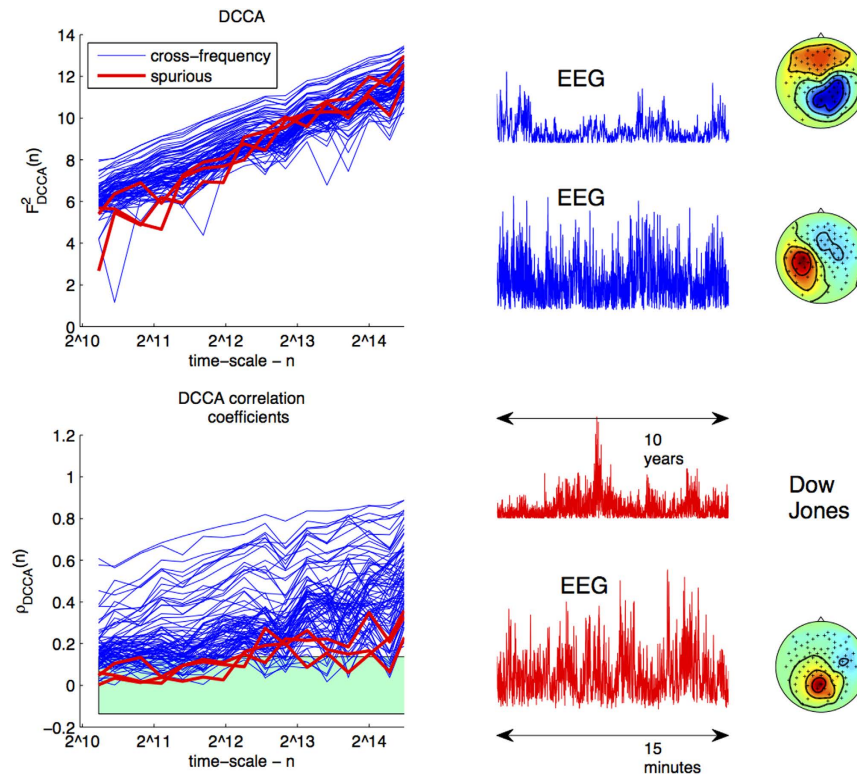 DCCA
cross-frequency
spurious
14
12
10
8
6
4
2
0
F²DCCA(n)
2^10
2^11
2^12
2^13
2^14
time-scale - n
EEG
EEG
DCCA correlation
coefficients
1.2
1
0.8
0.6
0.4
0.2
0
-0.2
ρDCCA(n)
2^10
2^11
2^12
2^13
2^14
time-scale - n
10
years
Dow
Jones
EEG
15
minutes